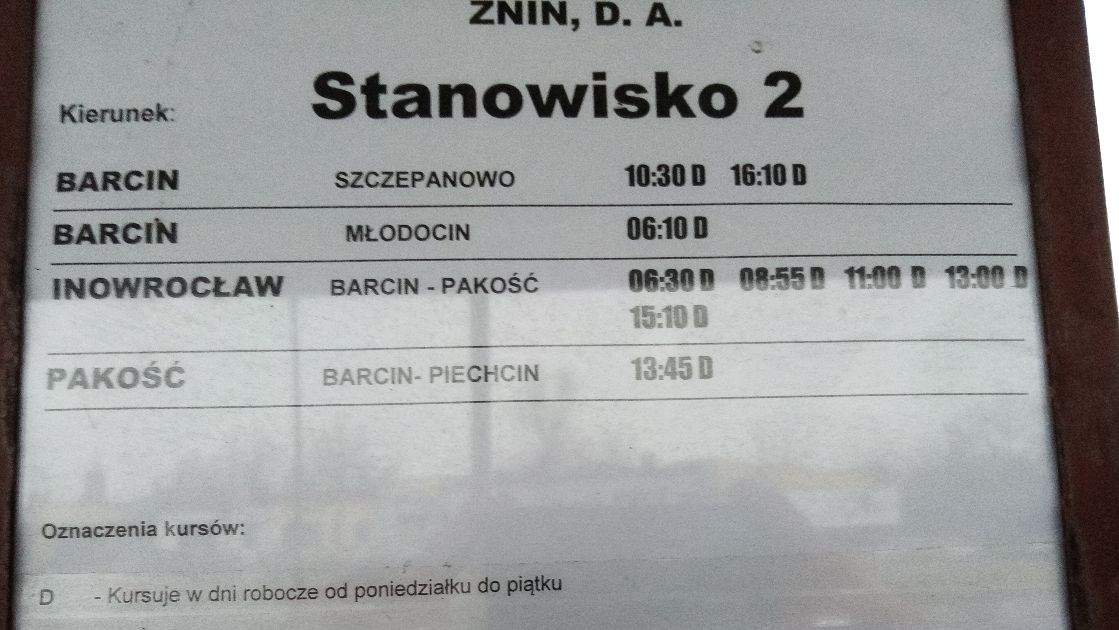 ŻNIN, D. A.
Stanowisko 2
Kierunek:
BARCIN SZCZEPANOWO 10:30 D 16:10 D
BARCIN MŁODOCIN 06:10 D
INOWROCŁAW BARCIN - PAKOŚĆ 06:30 D 08:55 D 11:00 D 13:00 D
15:10 D
PAKOŚĆ BARCIN- PIECHCIN 13:45 D
Oznaczenia kursów:
D - Kursuje w dni robocze od poniedziałku do piątku